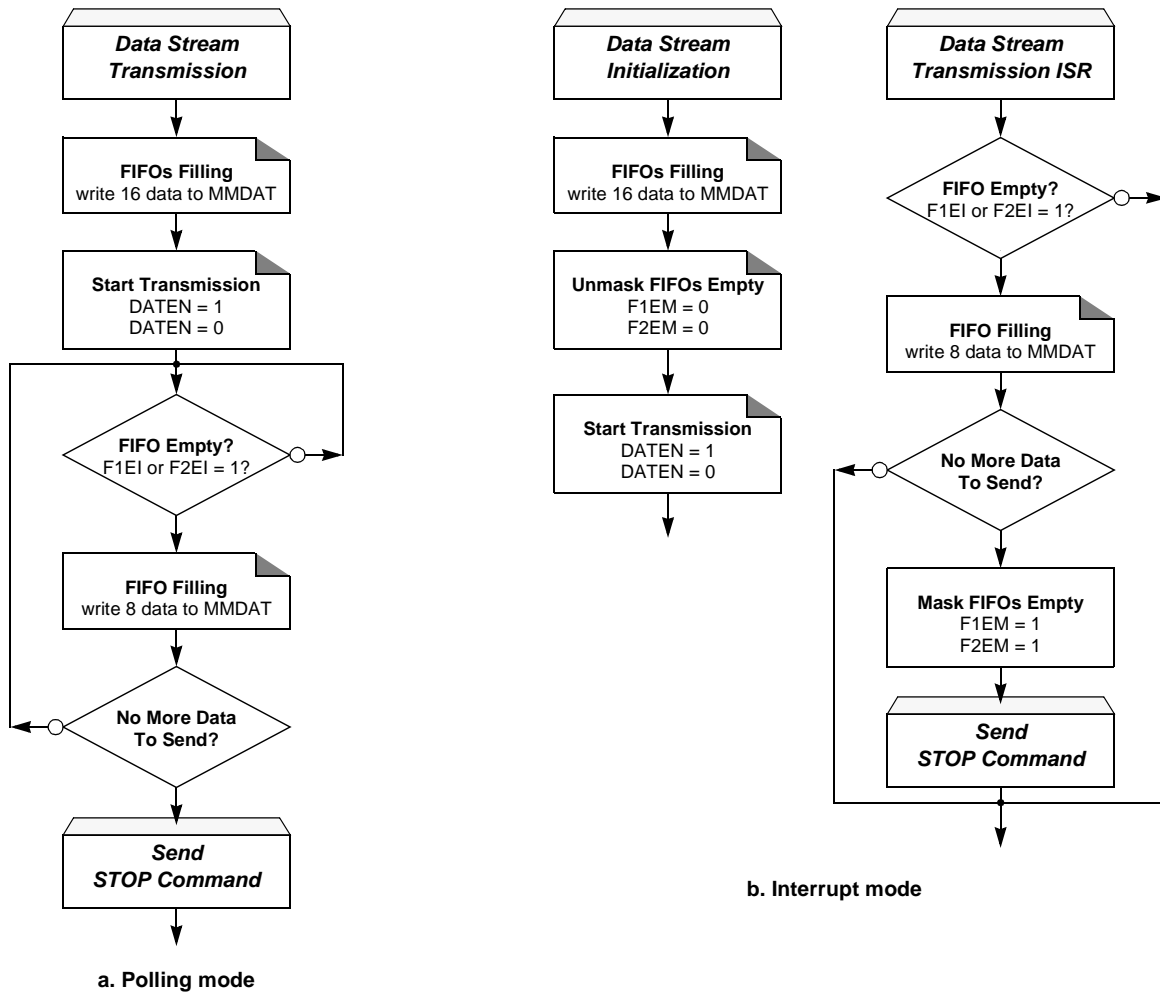 Data Stream
Transmission
FIFOs Filling
write 16 data to MMDAT
Start Transmission
DATEN = 1
DATEN = 0
FIFO Empty?
F1EI or F2EI = 1?
FIFO Filling
write 8 data to MMDAT
No More Data
To Send?
Send
STOP Command
a. Polling mode
Data Stream
Initialization
FIFOs Filling
write 16 data to MMDAT
Unmask FIFOs Empty
F1EM = 0
F2EM = 0
Start Transmission
DATEN = 1
DATEN = 0
Data Stream
Transmission ISR
FIFO Empty?
F1EI or F2EI = 1?
FIFO Filling
write 8 data to MMDAT
No More Data
To Send?
Mask FIFOs Empty
F1EM = 1
F2EM = 1
Send
STOP Command
b. Interrupt mode